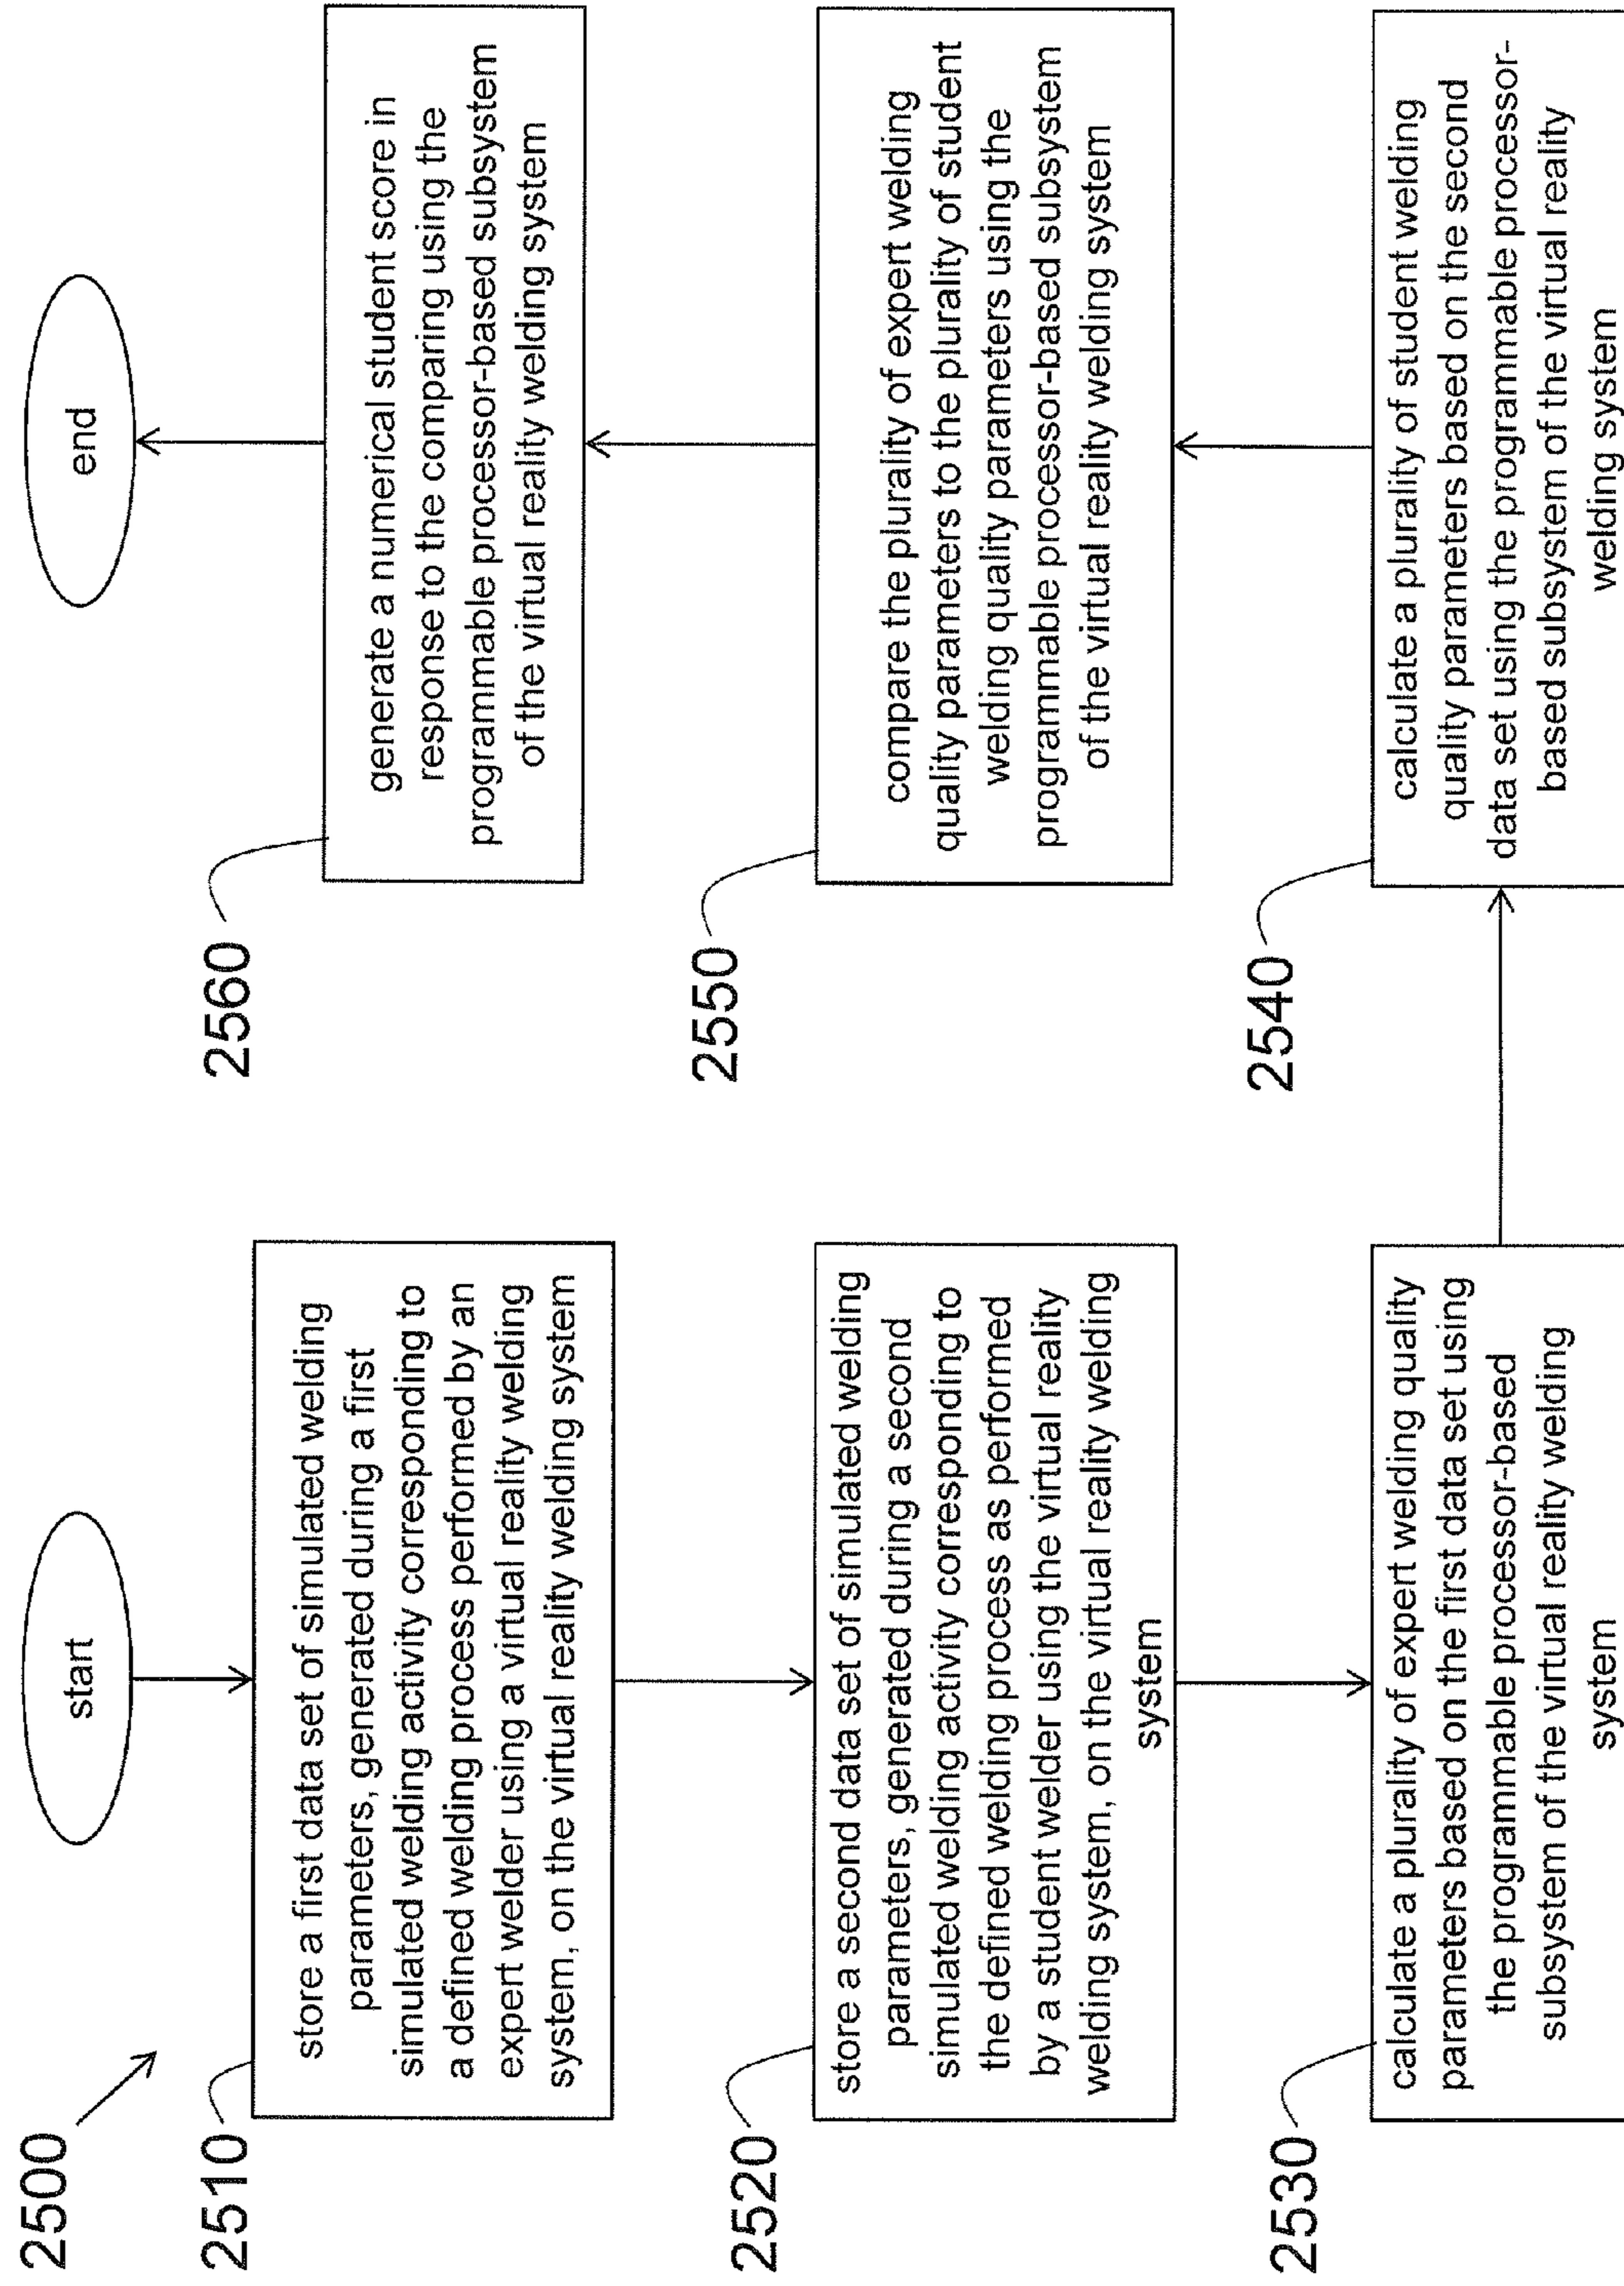 2500
start
2510
store a first data set of simulated welding
parameters, generated during a first
simulated welding activity corresponding to
a defined welding process performed by an
expert welder using a virtual reality welding
system, on the virtual reality welding system
2520
store a second data set of simulated welding
parameters, generated during a second
simulated welding activity corresponding to
the defined welding process as performed
by a student welder using the virtual reality
welding system, on the virtual reality welding
system
2530
calculate a plurality of expert welding quality
parameters based on the first data set using
the programmable processor-based
subsystem of the virtual reality welding
system
2540
calculate a plurality of student welding
quality parameters based on the second
data set using the programmable processor-
based subsystem of the virtual reality
welding system
2550
compare the plurality of expert welding
quality parameters to the plurality of student
welding quality parameters using the
programmable processor-based subsystem
of the virtual reality welding system
2560
generate a numerical student score in
response to the comparing using the
programmable processor-based subsystem
of the virtual reality welding system
end